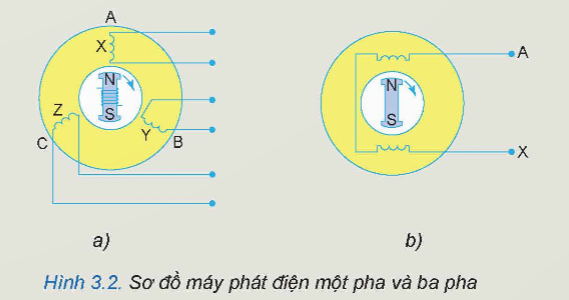 A
X
N
S
Z
C
Y
B
N
S
A
X
a)
b)
Hình 3.2. Sơ đồ máy phát điện một pha và ba pha